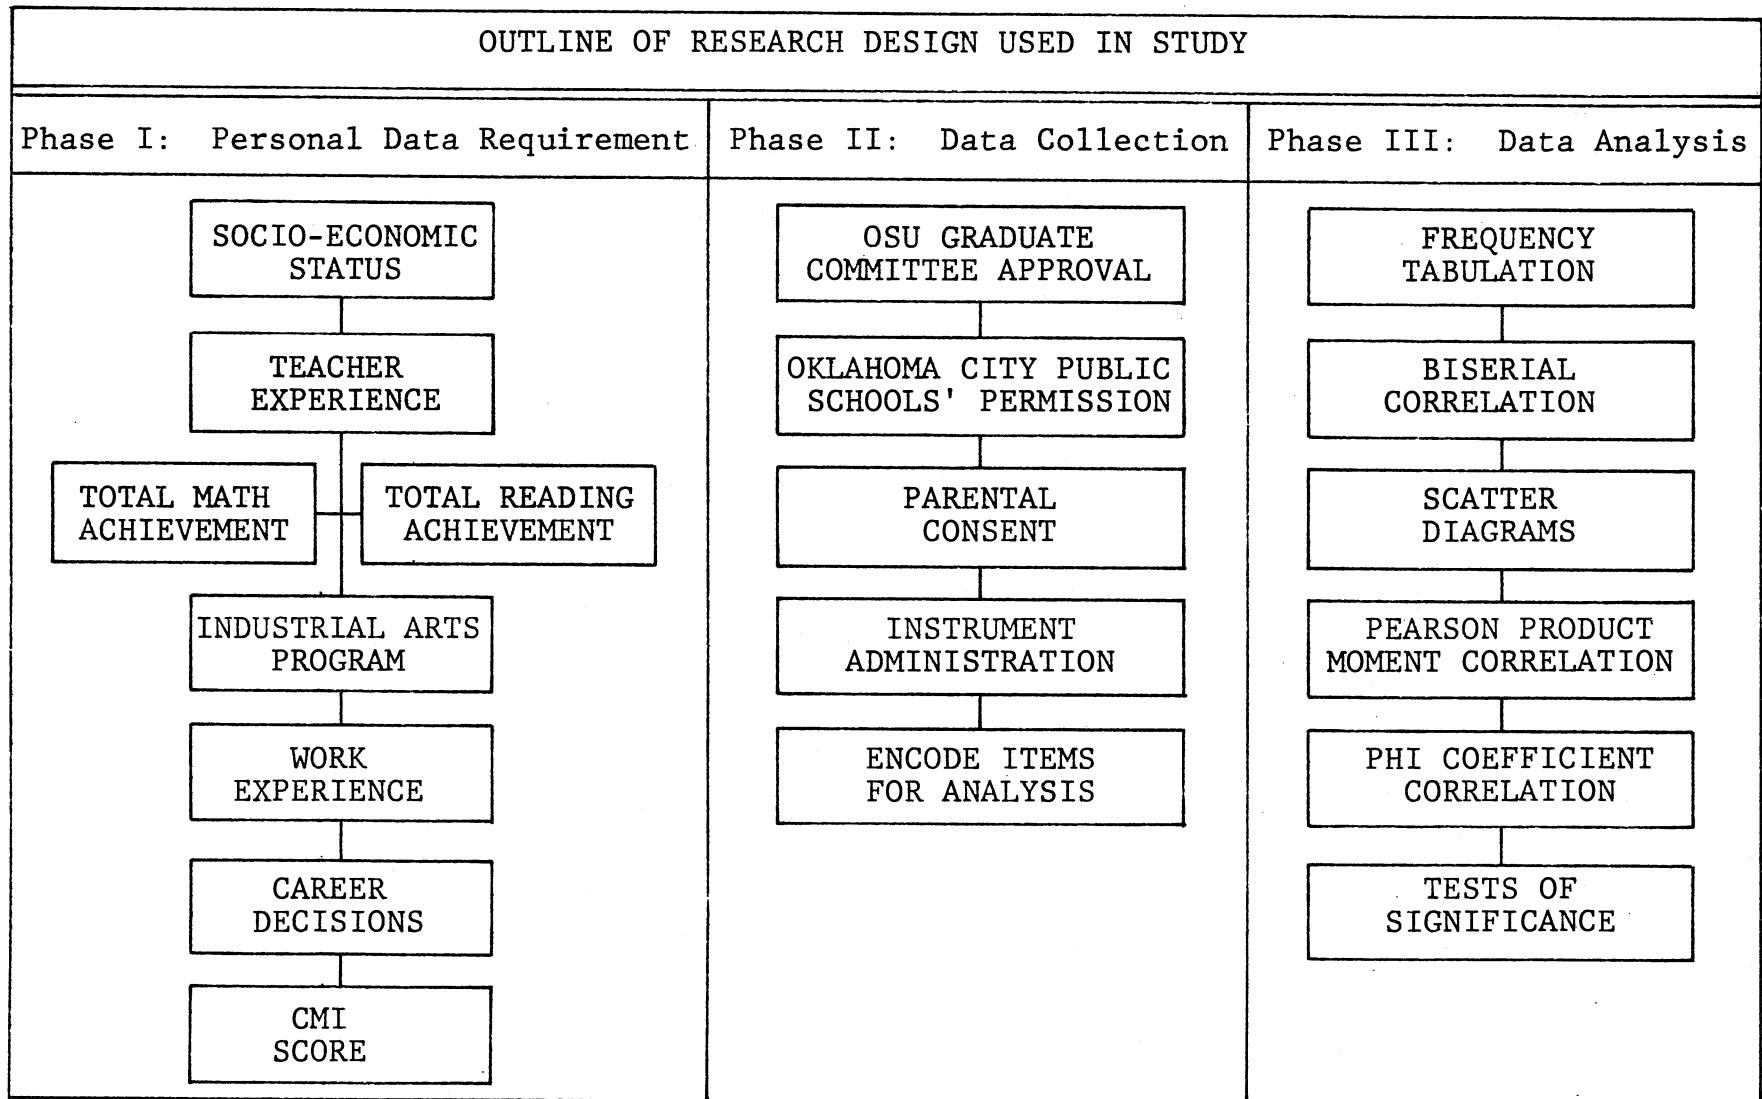 OUTLINE OF RESEARCH DESIGN USED IN STUDY
Phase I: Personal Data Requirement
SOCIO-ECONOMIC
STATUS
TEACHER
EXPERIENCE
TOTAL MATH
ACHIEVEMENT
TOTAL READING
ACHIEVEMENT
INDUSTRIAL ARTS
PROGRAM
WORK
EXPERIENCE
CAREER
DECISIONS
CMI
SCORE
Phase II: Data Collection
OSU GRADUATE
COMMITTEE APPROVAL
OKLAHOMA CITY PUBLIC
SCHOOLS' PERMISSION
PARENTAL
CONSENT
INSTRUMENT
ADMINISTRATION
ENCODE ITEMS
FOR ANALYSIS
Phase III: Data Analysis
FREQUENCY
TABULATION
BISERIAL
CORRELATION
SCATTER
DIAGRAMS
PEARSON PRODUCT
MOMENT CORRELATION
PHI COEFFICIENT
CORRELATION
TESTS OF
SIGNIFICANCE